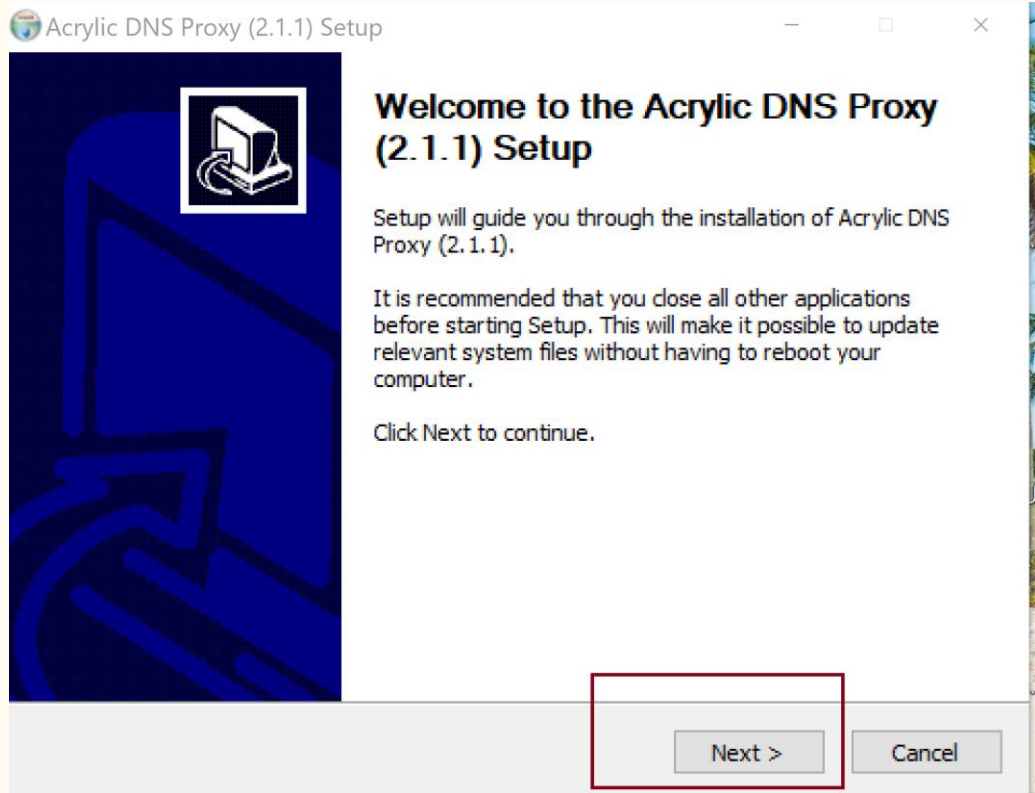 Acrylic DNS Proxy (2.1.1) Setup
Welcome to the Acrylic DNS Proxy
(2.1.1) Setup
Setup will guide you through the installation of Acrylic DNS
Proxy (2.1.1).
It is recommended that you close all other applications
before starting Setup. This will make it possible to update
relevant system files without having to reboot your
computer.
Click Next to continue.
Next >
Cancel